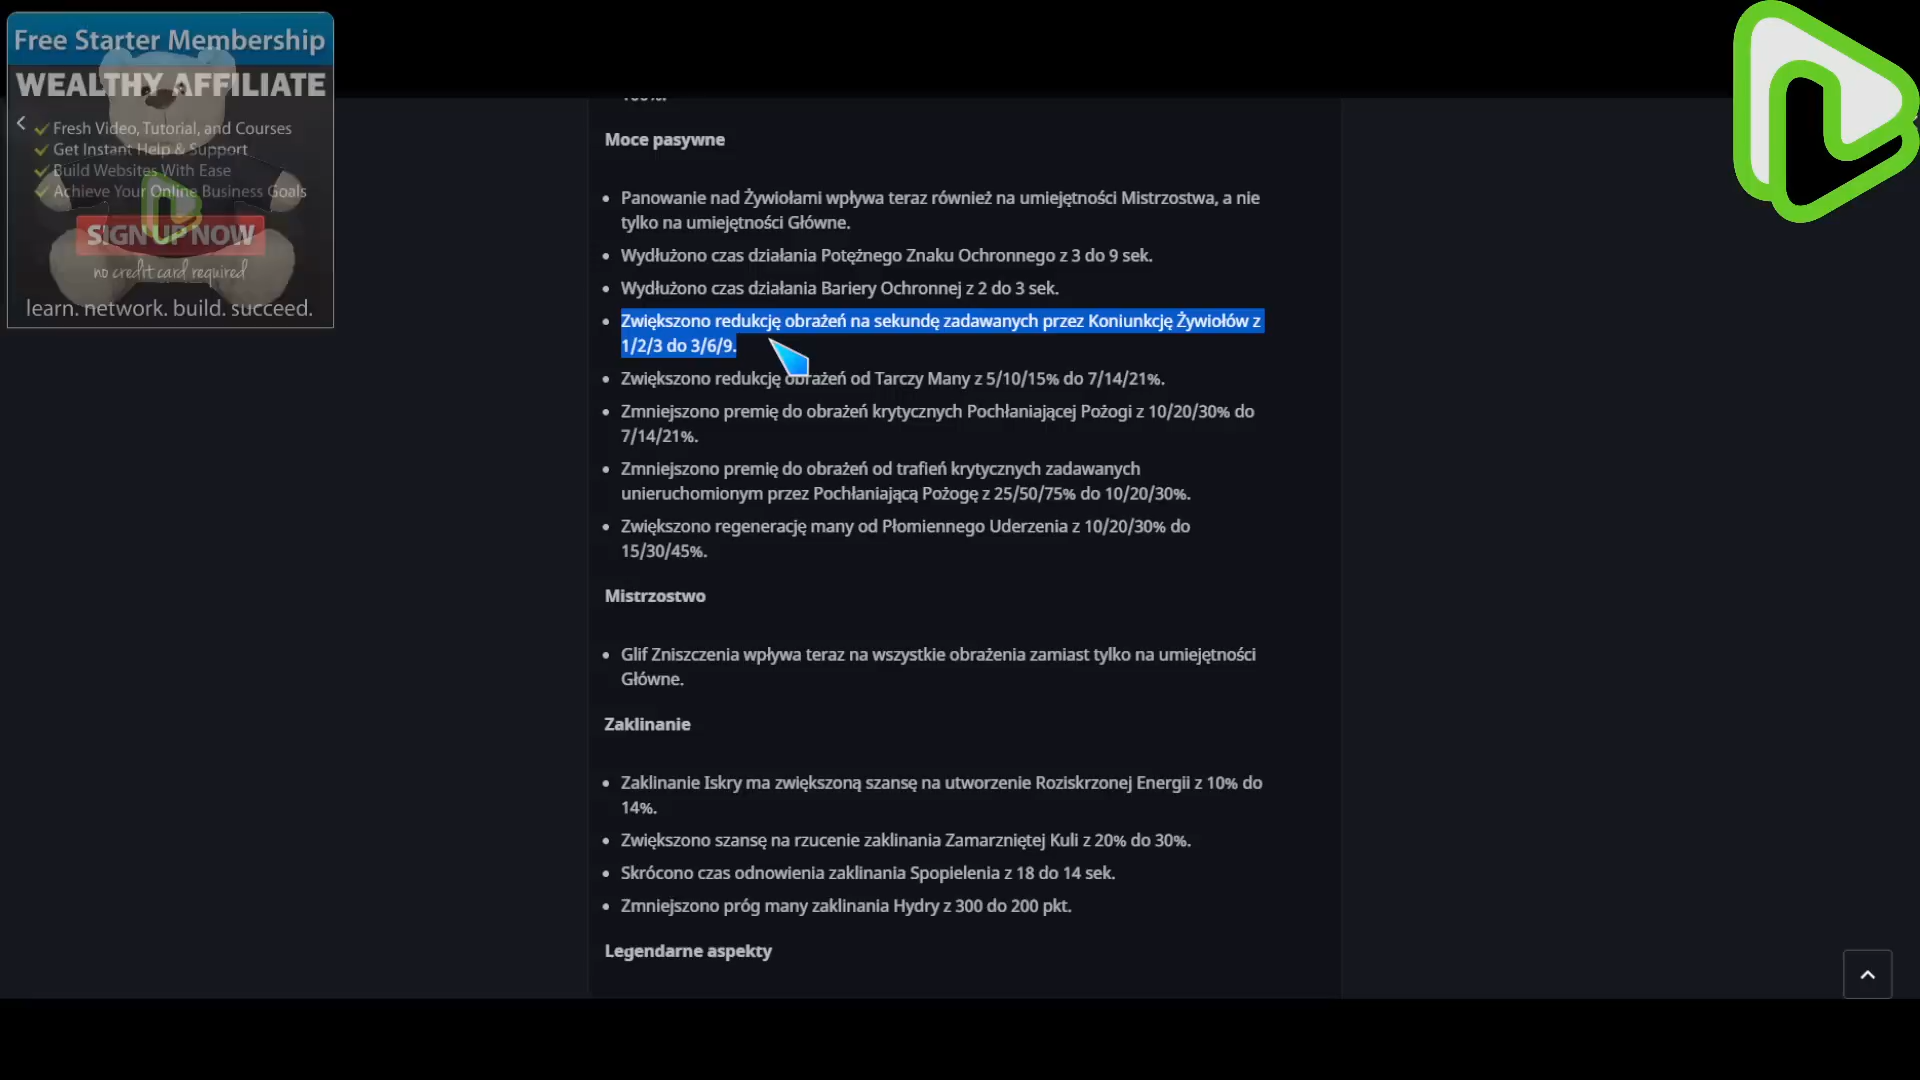 Free Starter Membership
WEALTHY AFFILIATE
Fresh Video, Tutorial, and Courses
Get Instant Help & Support
Build Websites With Ease
Achieve Your Online Business Goals
SIGN UP NOW
no credit card required
learn. network. build. succeed.
100%.
Moce pasywne
Panowanie nad Żywiołami wpływa teraz również na umiejętności Mistrzostwa, a nie
tylko na umiejętności Główne.
Wydłużono czas działania Potężnego Znaku Ochronnego z 3 do 9 sek.
Wydłużono czas działania Bariery Ochronnej z 2 do 3 sek.
Zwiększono redukcję obrażeń na sekundę zadawanych przez Koniunkcję Żywiołów z
1/2/3 do 3/6/9.
Zwiększono redukcję obrażeń od Tarczy Many z 5/10/15% do 7/14/21%.
Zmniejszono premię do obrażeń krytycznych Pochłaniającej Pożogi z 10/20/30% do
7/14/21%.
Zmniejszono premię do obrażeń od trafień krytycznych zadawanych
unieruchomionym przez Pochłaniającą Pożogę z 25/50/75% do 10/20/30%.
Zwiększono regenerację many od Płomiennego Uderzenia z 10/20/30% do
15/30/45%.
Mistrzostwo
Glif Zniszczenia wpływa teraz na wszystkie obrażenia zamiast tylko na umiejętności
Główne.
Zaklinanie
Zaklinanie Iskry ma zwiększoną szansę na utworzenie Roziskrzonej Energii z 10% do
14%.
Zwiększono szansę na rzucenie zaklinania Zamarzniętej Kuli z 20% do 30%.
Skrócono czas odnowienia zaklinania Spopielenia z 18 do 14 sek.
Zmniejszono próg many zaklinania Hydry z 300 do 200 pkt.
Legendarne aspekty